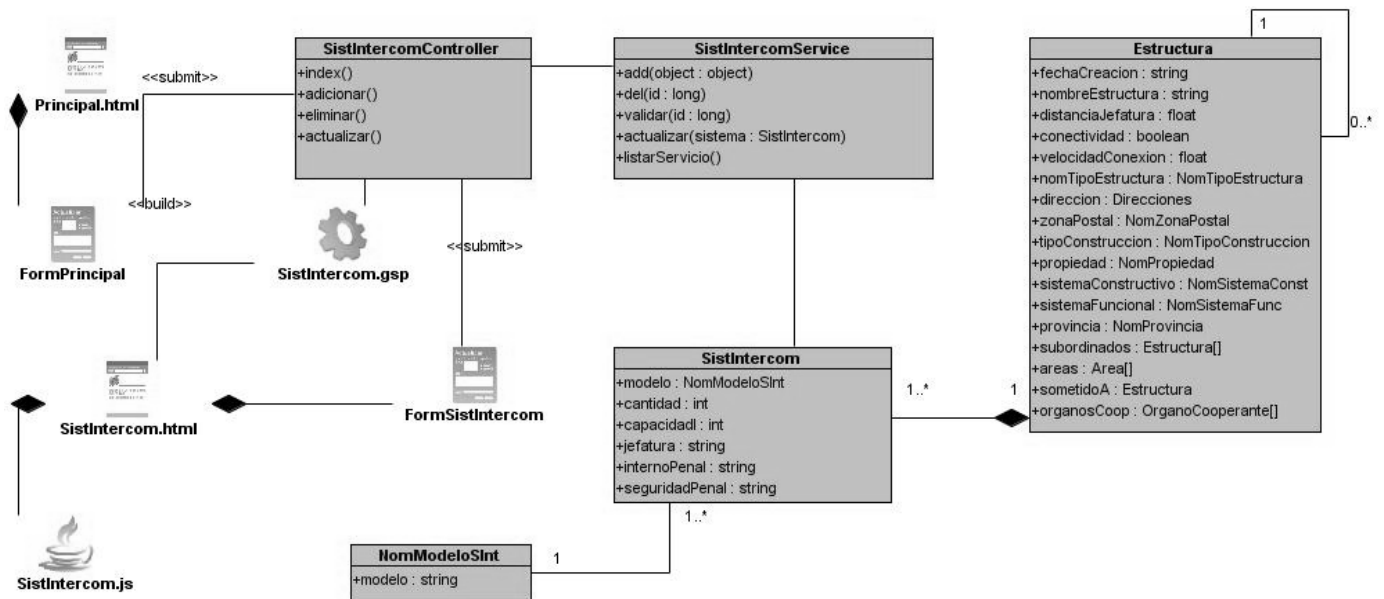 1
SistIntercomController
+index()
+adicionar()
+eliminar()
+actualizar()
SistIntercomService
+add(object : object)
+del(id : long)
+validar(id : long)
+actualizar(sistema : SistIntercom)
+listarServicio()
Estructura
+fechaCreacion : string
+nombreEstructura : string
+distanciaJefatura : float
+conectividad : boolean
+velocidadConexion : float
+nomTipoEstructura : NomTipoEstructura
+direccion : Direcciones
+zonaPostal : NomZonaPostal
+tipoConstruccion : NomTipoConstruccion
+propiedad : NomPropiedad
+sistemaConstructivo : NomSistemaConst
+sistemaFuncional : NomSistemaFunc
+provincia : NomProvincia
+subordinados : Estructura[]
+areas : Area[]
+sometidoA : Estructura
+organosCoop : OrganoCooperante[]
0..*
<<submit>>
Principal.html
<<build>>
FormPrincipal
SistIntercom.gsp
<<submit>>
SistIntercom.html
FormSistIntercom
SistIntercom
+modelo : NomModeloSInt
+cantidad : int
+capacidadI : int
+jefatura : string
+internoPenal : string
+seguridadPenal : string
1..*
1
1..*
1
NomModeloSInt
+modelo : string
SistIntercom.js